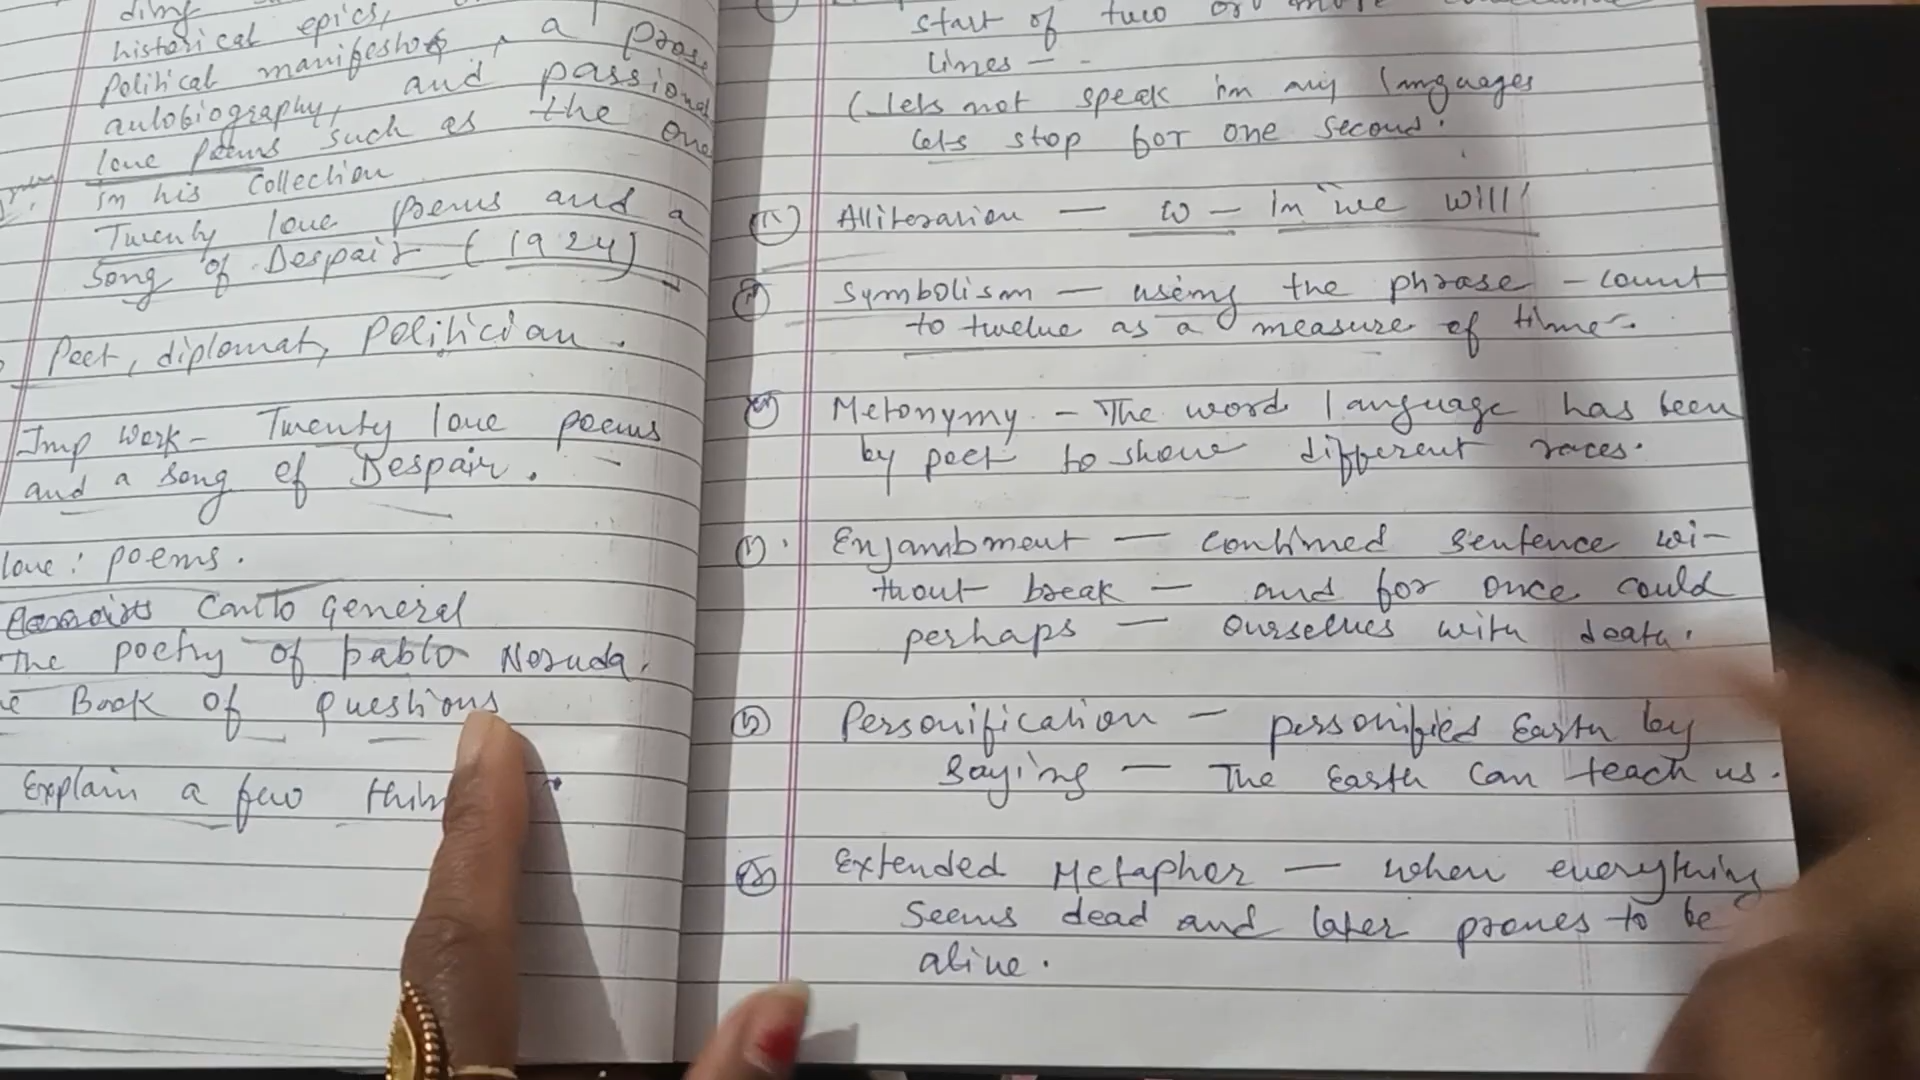 historical epics,
Political manifestos, a prose
autobiography, and passionat
love poems such as the one
in his Collection
Twenty love poems and a
Song of Despair (1924)
Poet, diplomat, Politician.
Imp Work - Twenty love poems
and a song of Despair.
love: poems.
Canto General
The poetry of Pablo Neruda,
Book of Questions
Explain a few thin
start of two or more
lines - -
(lets not speak in any languages
lets stop for one second.
Alliteration — w — in "we will"
Symbolism — using the phrase - count
to twelve as a measure of time.
Metonymy. - The word language has been
by poet to show different races.
Enjambment — contined sentence wi-
thout break — and for once could
perhaps — ourselves with death.
Personification — personified Earth by
Saying — The Earth Can teach us.
Extended Metapher — when everything
Seems dead and later proves to be
alive.